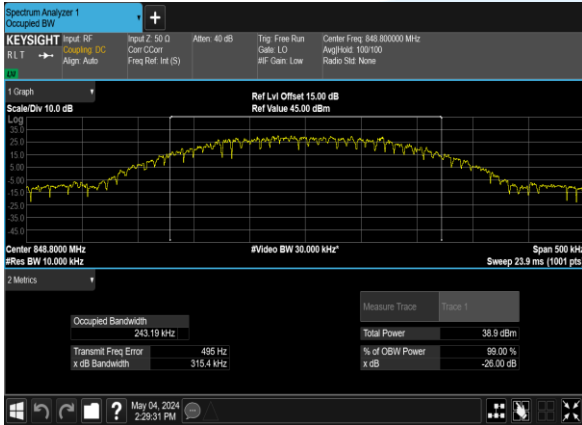 Spectrum Analyzer 1
Occupied BW
+
KEYSIGHT Input: RF Input Z: 50 Ω Atten: 40 dB Trig: Free Run Center Freq: 848.800000 MHz
RLT Coupling: DC Corr CCorr Gate: LO Avg|Hold: 100/100
Align: Auto Freq Ref: Int (S) #IF Gain: Low Radio Std: None
1 Graph
Ref Lvl Offset 15.00 dB
Scale/Div 10.0 dB Ref Value 45.00 dBm
Log
35.0
25.0
15.0
5.00
-5.00
-15.0
-25.0
-35.0
-45.0
Center 848.8000 MHz #Video BW 30.000 kHz* Span 500 kHz
#Res BW 10.000 kHz Sweep 23.9 ms (1001 pts
2 Metrics
Measure Trace Trace 1
Occupied Bandwidth
243.19 kHz
Total Power 38.9 dBm
Transmit Freq Error 495 Hz % of OBW Power 99.00 %
x dB Bandwidth 315.4 kHz x dB -26.00 dB
? May 04, 2024
2:29:31 PM